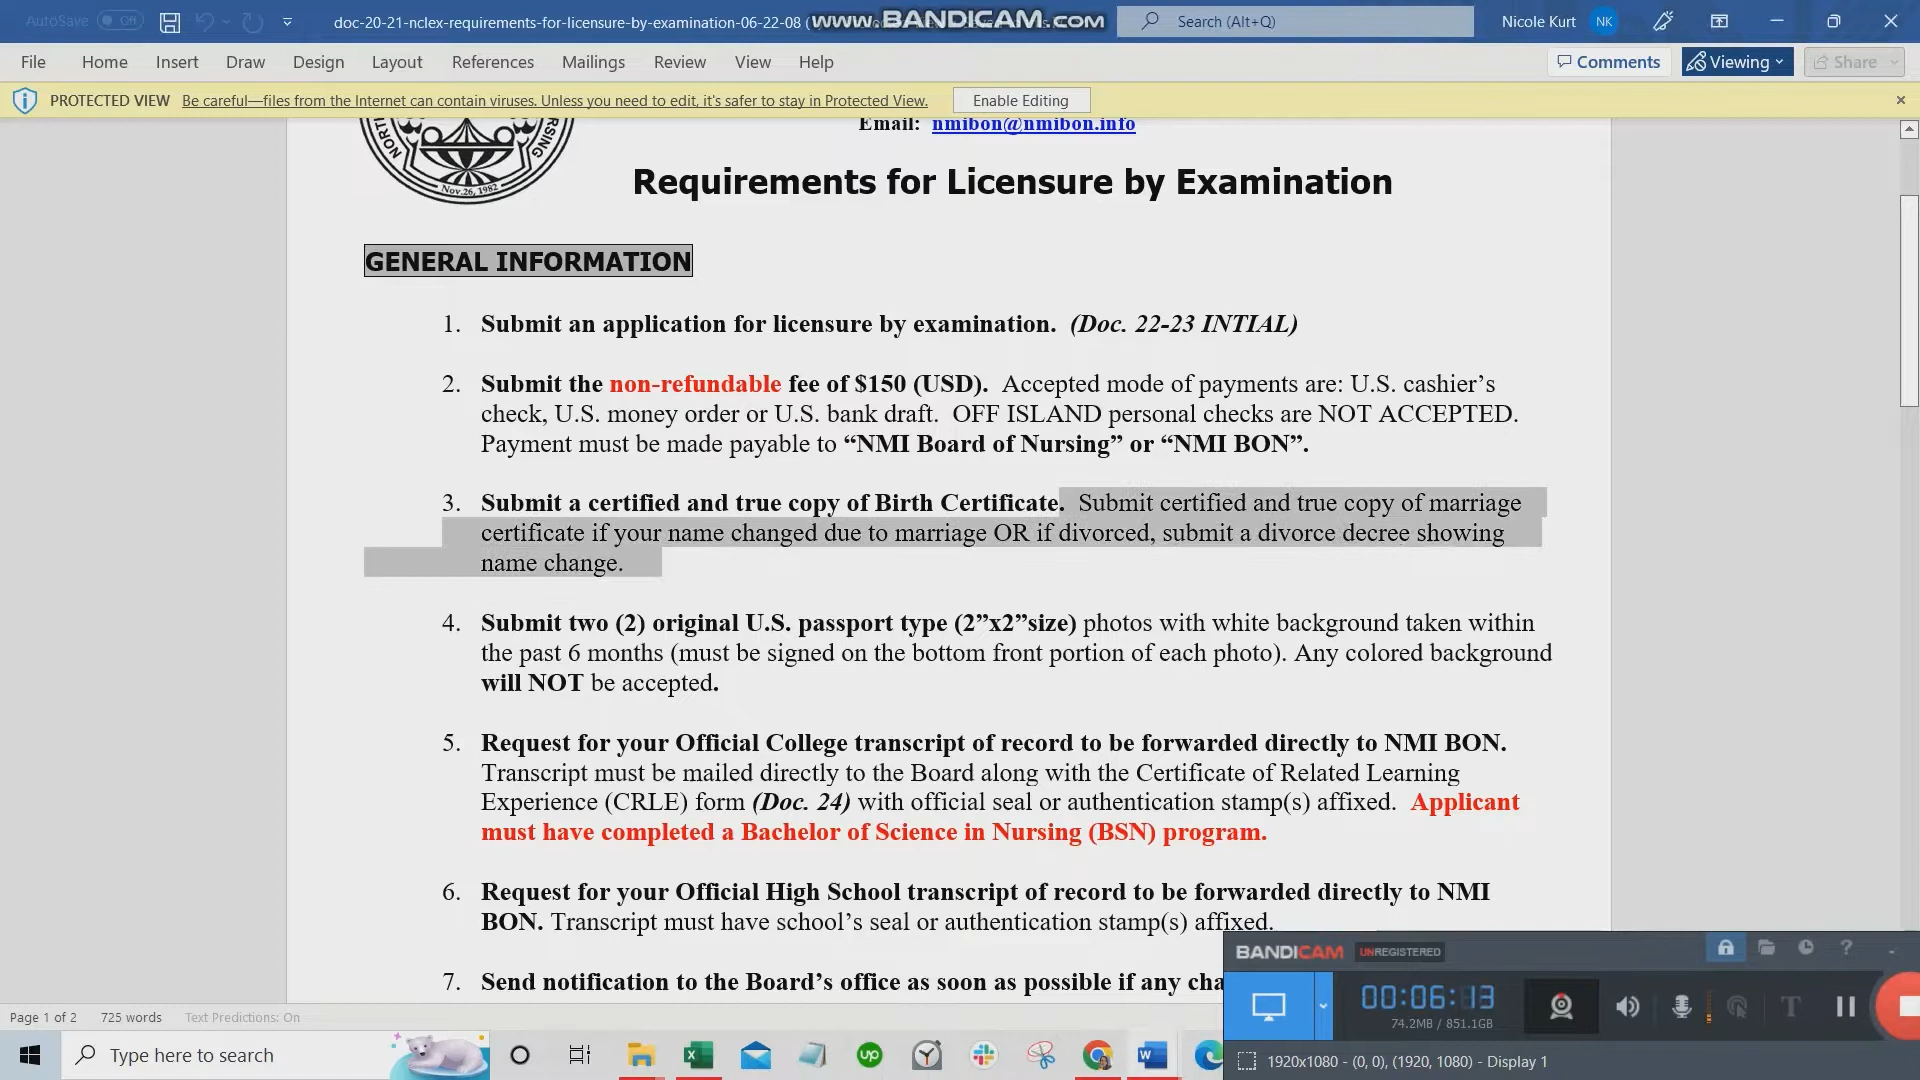 AutoSave Off
doc-20-21-nclex-requirements-for-licensure-by-examination-06-22-08
www.BANDICAM.com
Search (Alt+Q)
Nicole Kurt NK
File Home Insert Draw Design Layout References Mailings Review View Help
Comments Viewing Share
PROTECTED VIEW Be careful—files from the Internet can contain viruses. Unless you need to edit, it's safer to stay in Protected View. Enable Editing
Email: nmibon@nmibon.info
Nov.26, 1982
Requirements for Licensure by Examination
GENERAL INFORMATION
1. Submit an application for licensure by examination. (Doc. 22-23 INTIAL)
2. Submit the non-refundable fee of $150 (USD). Accepted mode of payments are: U.S. cashier’s
check, U.S. money order or U.S. bank draft. OFF ISLAND personal checks are NOT ACCEPTED.
Payment must be made payable to “NMI Board of Nursing” or “NMI BON”.
3. Submit a certified and true copy of Birth Certificate. Submit certified and true copy of marriage
certificate if your name changed due to marriage OR if divorced, submit a divorce decree showing
name change.
4. Submit two (2) original U.S. passport type (2”x2”size) photos with white background taken within
the past 6 months (must be signed on the bottom front portion of each photo). Any colored background
will NOT be accepted.
5. Request for your Official College transcript of record to be forwarded directly to NMI BON.
Transcript must be mailed directly to the Board along with the Certificate of Related Learning
Experience (CRLE) form (Doc. 24) with official seal or authentication stamp(s) affixed. Applicant
must have completed a Bachelor of Science in Nursing (BSN) program.
6. Request for your Official High School transcript of record to be forwarded directly to NMI
BON. Transcript must have school’s seal or authentication stamp(s) affixed.
7. Send notification to the Board’s office as soon as possible if any cha
BANDICAM UNREGISTERED
00:06:13
74.2MB / 851.1GB
1920x1080 - (0, 0), (1920, 1080) - Display 1
Page 1 of 2 725 words Text Predictions: On
Type here to search